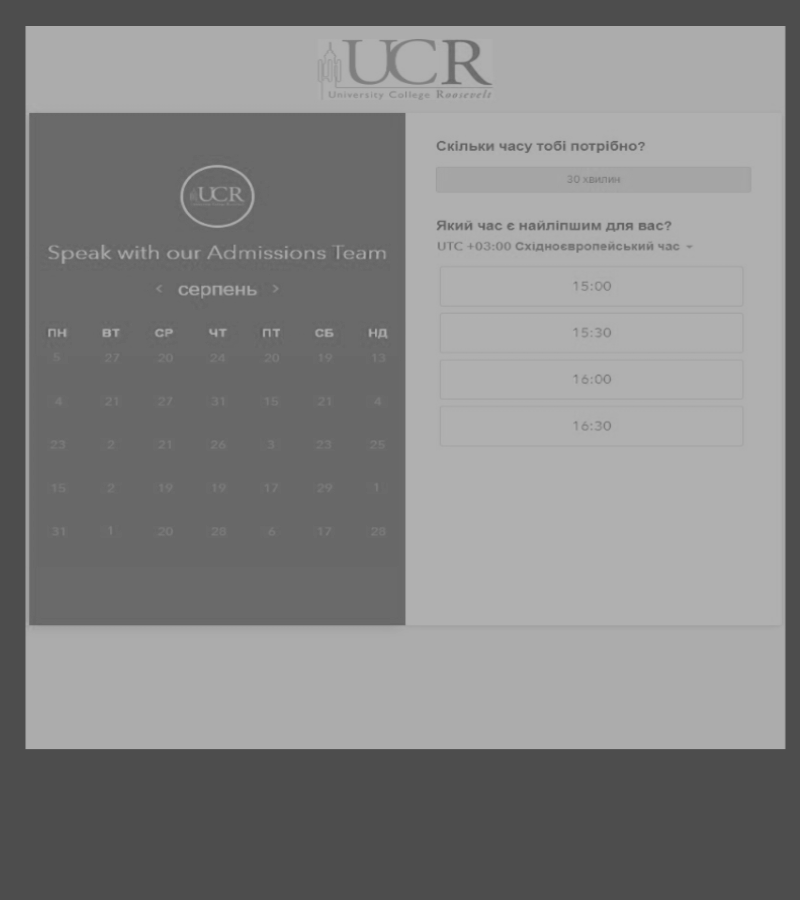 UCR
University College Roosevelt
UCR
Speak with our Admissions Team
< серпень >
ПН ВТ СР ЧТ ПТ СБ НД
5 27 20 24 20 19 13
4 21 27 31 15 21 4
23 2 21 26 3 23 25
15 2 19 19 17 29 1
31 1 20 28 6 17 28
Скільки часу тобі потрібно?
30 хвилин
Який час є найліпшим для вас?
UTC +03:00 Східноєвропейський час
15:00
15:30
16:00
16:30